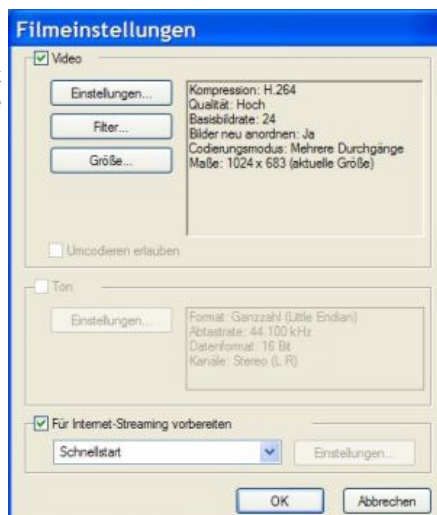 Filmeinstellungen
Video
Einstellungen...
Filter...
Größe...
Kompression: H.264
Qualität: Hoch
Basisbildrate: 24
Bilder neu anordnen: Ja
Codierungsmodus: Mehrere Durchgänge
Maße: 1024 x 683 (aktuelle Größe)
Umcodieren erlauben
Ton
Einstellungen...
Format: Ganzzahl (Little Endian)
Abtastrate: 44.100 kHz
Datenformat: 16 Bit
Kanäle: Stereo (L R)
Für Internet-Streaming vorbereiten
Schnellstart
Einstellungen...
OK
Abbrechen